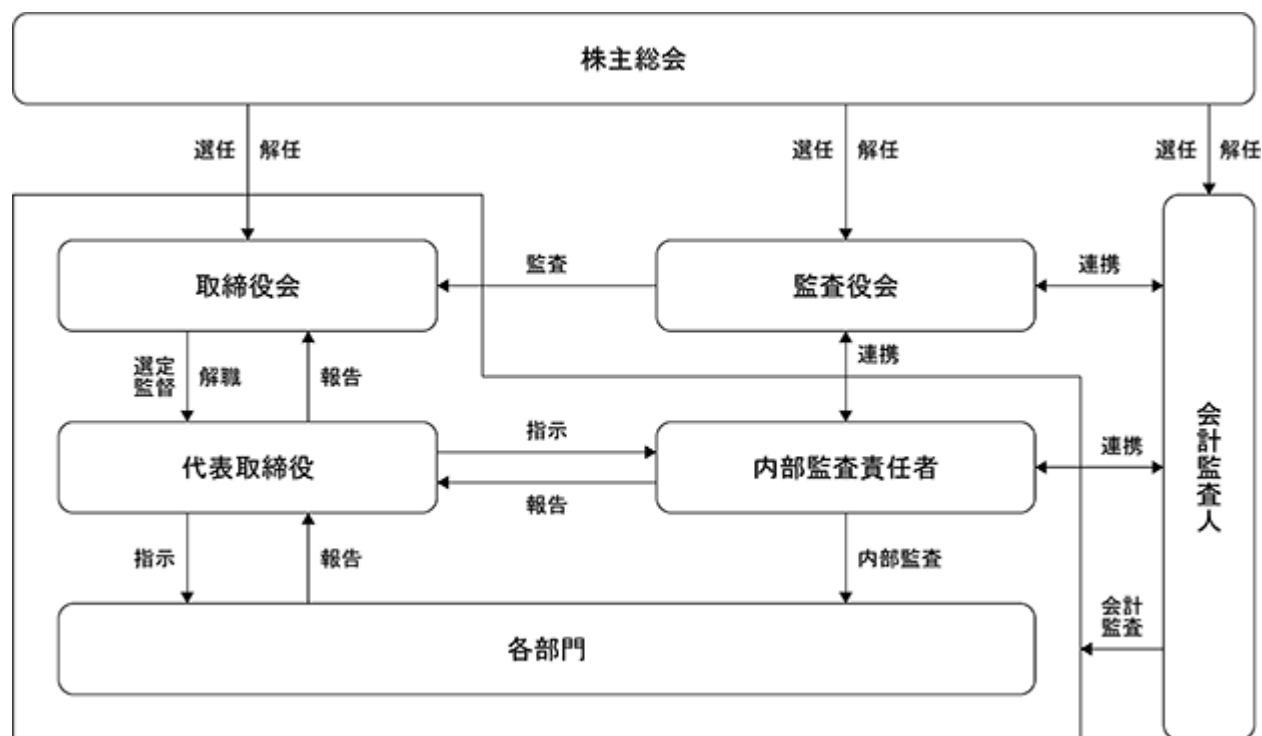 株主総会
選任
解任
選任
解任
選任
解任
取締役会
監査
監査役会
連携
選定
監督
解職
報告
連携
代表取締役
指示
報告
内部監査責任者
連携
会計監査人
指示
報告
内部監査
会計
監査
各部門